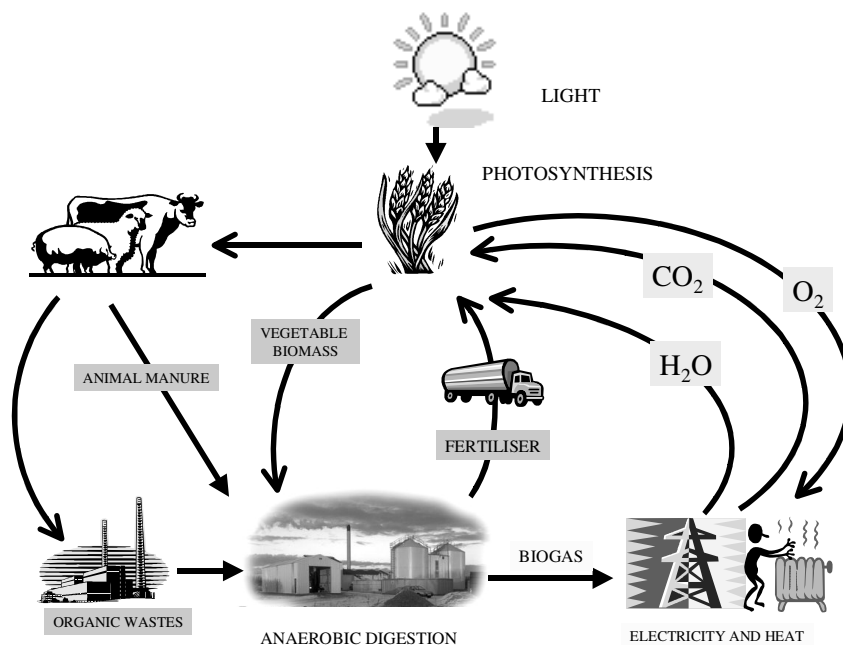 LIGHT
PHOTOSYNTHESIS
CO₂
O₂
VEGETABLE
BIOMASS
H₂O
ANIMAL MANURE
FERTILISER
BIOGAS
ORGANIC WASTES
ANAEROBIC DIGESTION
ELECTRICITY AND HEAT